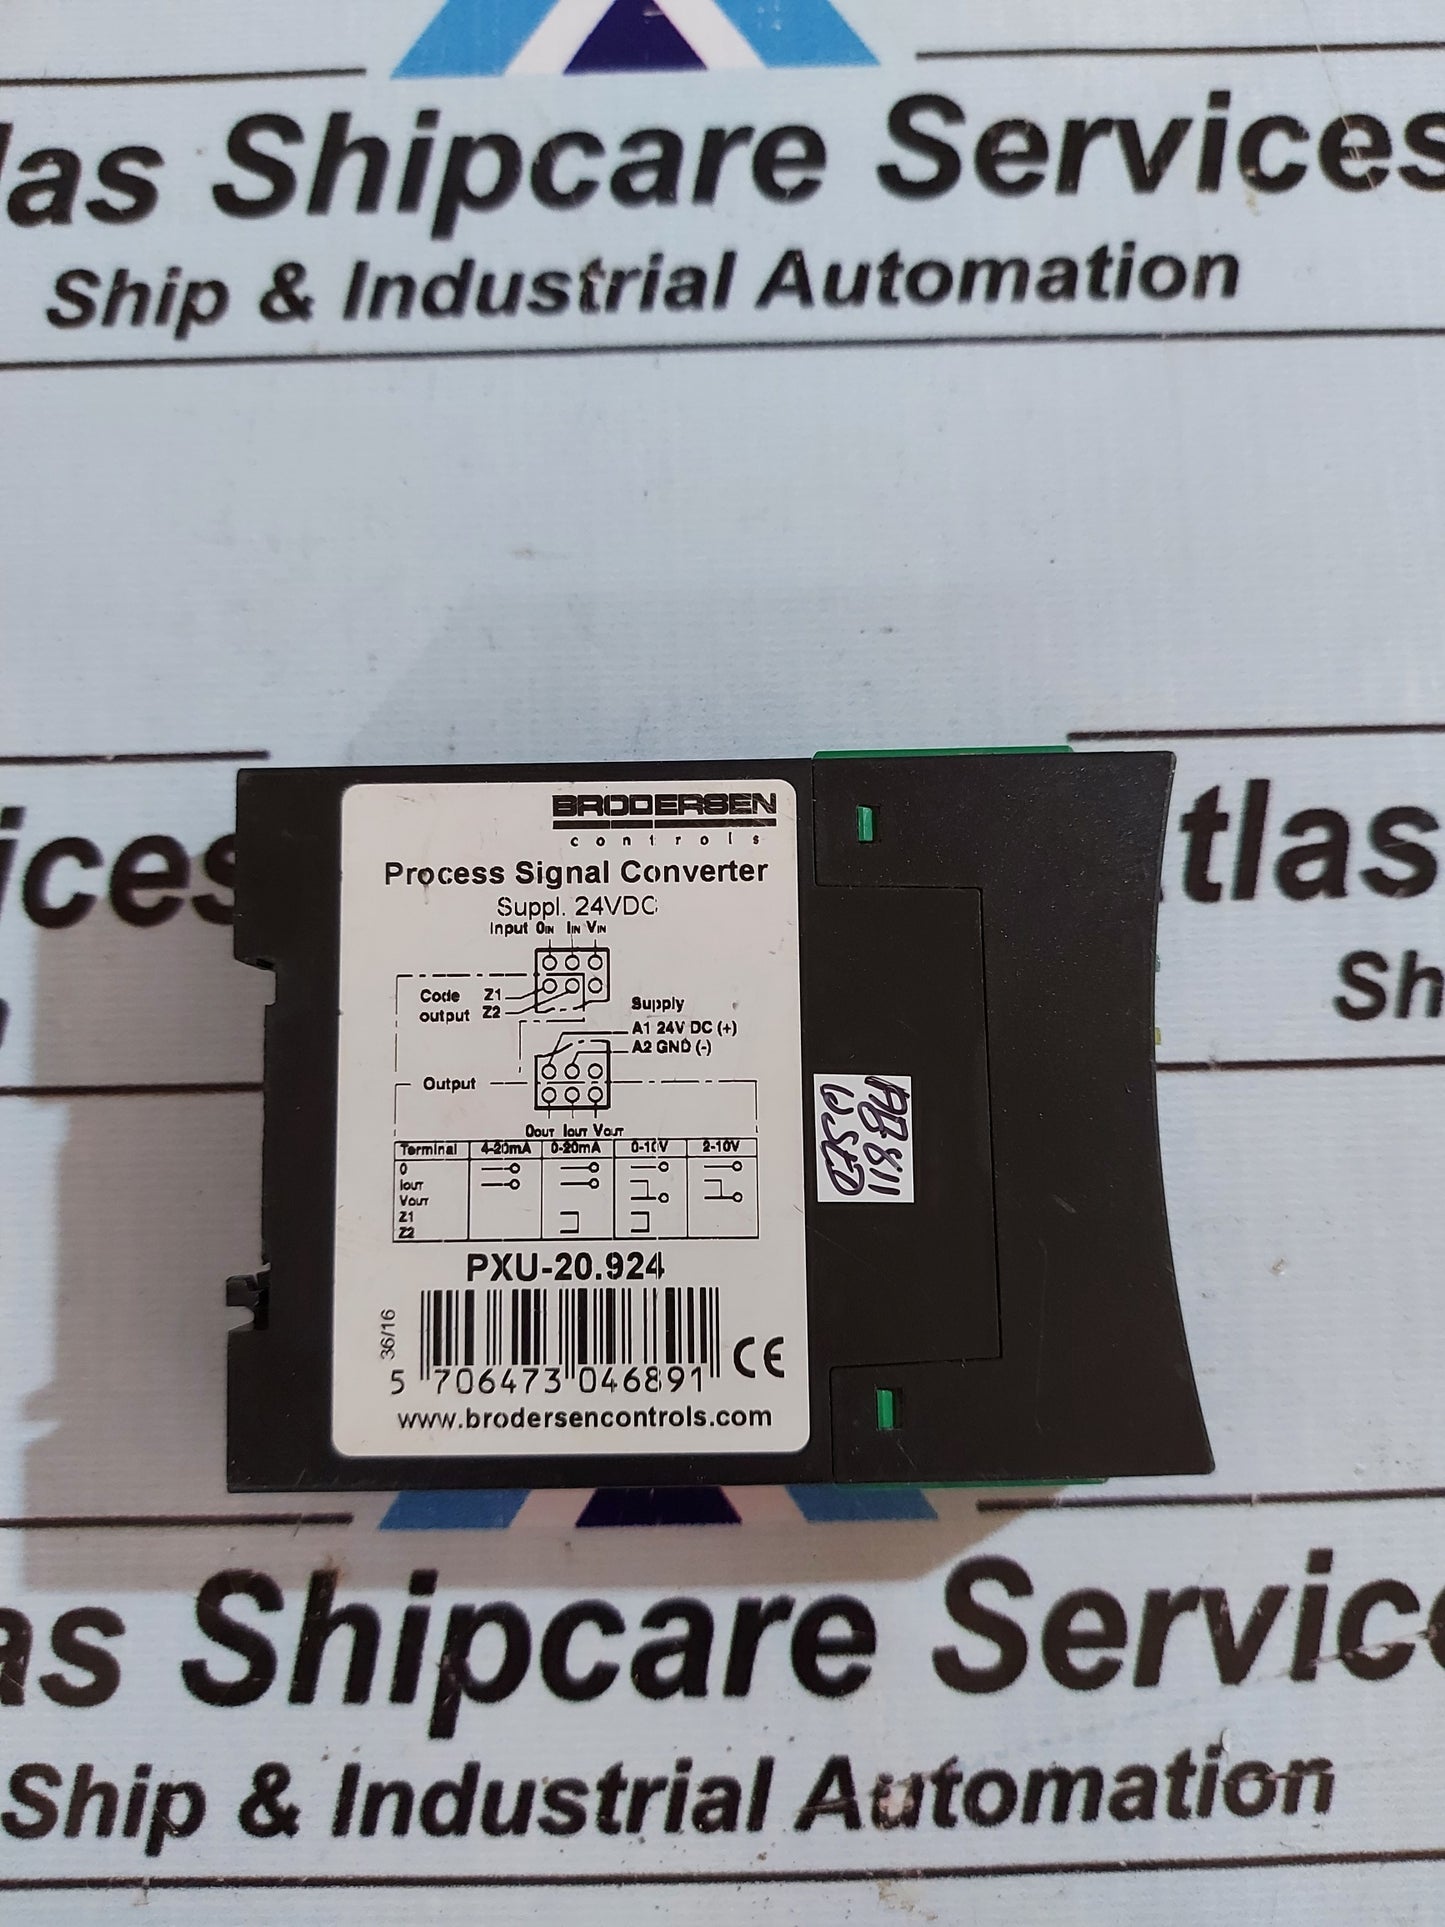 las Shipcare Services
Ship & Industrial Automation
ices
tlas
Sh
BRODERSEN
controls
Process Signal Converter
Suppl. 24VDC
Input 0IN IIN VIN
Code output
Z1
Z2
Supply
A1 24V DC (+)
A2 GND (-)
Output
0OUT IOUT VOUT
Terminal 4-20mA 0-20mA 0-10V 2-10V
0
IOUT
VOUT
Z1
Z2
PXU-20.924
36/16
5 706473 046891
CE
www.brodersencontrols.com
USED
as Shipcare Service
Ship & Industrial Automation